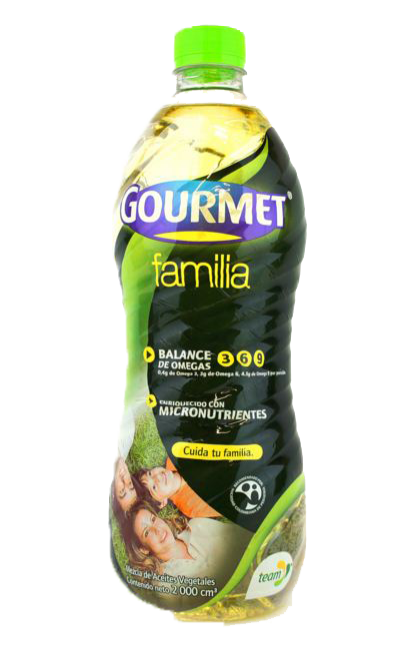 GOURMET®
familia
BALANCE 3 6 9
DE OMEGAS
ENRIQUECIDO CON
MICRONUTRIENTES
Cuida tu familia.
team
Mezcla de Aceites Vegetales
Contenido neto 2 000 cm³